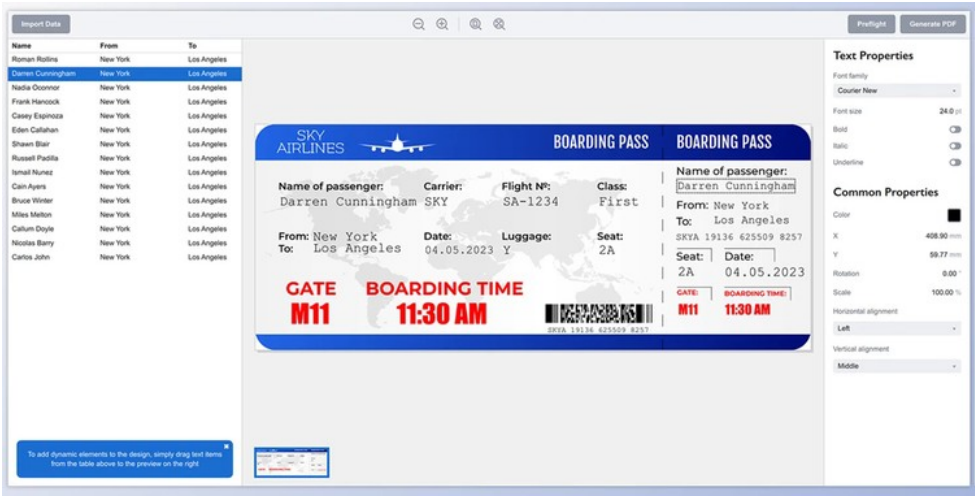 Import Data
Preflight
Generate PDF
Name From To
Roman Rollins New York Los Angeles
Darren Cunningham New York Los Angeles
Nadia Oconnor New York Los Angeles
Frank Hancock New York Los Angeles
Casey Espinoza New York Los Angeles
Eden Callahan New York Los Angeles
Shawn Blair New York Los Angeles
Russell Padilla New York Los Angeles
Ismail Nunez New York Los Angeles
Cain Ayers New York Los Angeles
Bruce Winter New York Los Angeles
Miles Melton New York Los Angeles
Callum Doyle New York Los Angeles
Nicolas Barry New York Los Angeles
Carlos John New York Los Angeles
To add dynamic elements to the design, simply drag text items
from the table above to the preview on the right
SKY
AIRLINES
BOARDING PASS
Name of passenger: Carrier: Flight Nº: Class:
Darren Cunningham SKY SA-1234 First
From: New York Date: Luggage: Seat:
To: Los Angeles 04.05.2023 Y 2A
GATE BOARDING TIME
M11 11:30 AM
SKYA 19136 625509 8257
BOARDING PASS
Name of passenger:
Darren Cunningham
From: New York
To: Los Angeles
SKYA 19136 625509 8257
Seat: Date:
2A 04.05.2023
GATE: BOARDING TIME:
M11 11:30 AM
Text Properties
Font family
Courier New
Font size 24.0 pt
Bold
Italic
Underline
Common Properties
Color
X 408.90 mm
Y 59.77 mm
Rotation 0.00 °
Scale 100.00 %
Horizontal alignment
Left
Vertical alignment
Middle